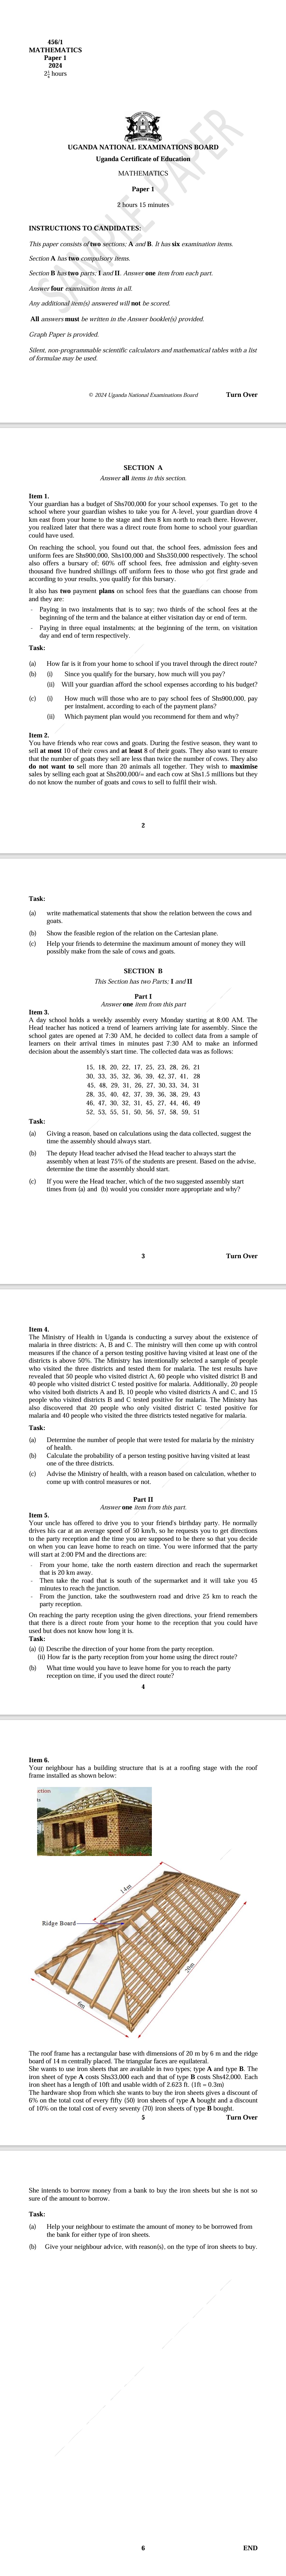 456/1
MATHEMATICS
Paper 1
2024
2¼ hours
SAMPLE PAPER
UGANDA NATIONAL EXAMINATIONS BOARD
Uganda Certificate of Education
MATHEMATICS
Paper 1
2 hours 15 minutes
INSTRUCTIONS TO CANDIDATES:
This paper consists of two sections; A and B. It has six examination items.
Section A has two compulsory items.
Section B has two parts; I and II. Answer one item from each part.
Answer four examination items in all.
Any additional item(s) answered will not be scored.
All answers must be written in the Answer booklet(s) provided.
Graph Paper is provided.
Silent, non-programmable scientific calculators and mathematical tables with a list
of formulae may be used.
© 2024 Uganda National Examinations Board Turn Over
SECTION A
Answer all items in this section.
Item 1.
Your guardian has a budget of Shs700,000 for your school expenses. To get to the
school where your guardian wishes to take you for A-level, your guardian drove 4
km east from your home to the stage and then 8 km north to reach there. However,
you realized later that there was a direct route from home to school your guardian
could have used.
On reaching the school, you found out that, the school fees, admission fees and
uniform fees are Shs900,000, Shs100,000 and Shs350,000 respectively. The school
also offers a bursary of; 60% off school fees, free admission and eighty-seven
thousand five hundred shillings off uniform fees to those who got first grade and
according to your results, you qualify for this bursary.
It also has two payment plans on school fees that the guardians can choose from
and they are:
- Paying in two instalments that is to say; two thirds of the school fees at the
beginning of the term and the balance at either visitation day or end of term.
- Paying in three equal instalments; at the beginning of the term, on visitation
day and end of term respectively.
Task:
(a) How far is it from your home to school if you travel through the direct route?
(b) (i) Since you qualify for the bursary, how much will you pay?
(ii) Will your guardian afford the school expenses according to his budget?
(c) (i) How much will those who are to pay school fees of Shs900,000, pay
per instalment, according to each of the payment plans?
(ii) Which payment plan would you recommend for them and why?
Item 2.
You have friends who rear cows and goats. During the festive season, they want to
sell at most 10 of their cows and at least 8 of their goats. They also want to ensure
that the number of goats they sell are less than twice the number of cows. They also
do not want to sell more than 20 animals all together. They wish to maximise
sales by selling each goat at Shs200,000/= and each cow at Shs1.5 millions but they
do not know the number of goats and cows to sell to fulfil their wish.
2
Task:
(a) write mathematical statements that show the relation between the cows and
goats.
(b) Show the feasible region of the relation on the Cartesian plane.
(c) Help your friends to determine the maximum amount of money they will
possibly make from the sale of cows and goats.
SECTION B
This Section has two Parts; I and II
Part I
Answer one item from this part
Item 3.
A day school holds a weekly assembly every Monday starting at 8:00 AM. The
Head teacher has noticed a trend of learners arriving late for assembly. Since the
school gates are opened at 7:30 AM, he decided to collect data from a sample of
learners on their arrival times in minutes past 7:30 AM to make an informed
decision about the assembly's start time. The collected data was as follows:
15, 18, 20, 22, 17, 25, 23, 28, 26, 21
30, 33, 35, 32, 36, 39, 42, 37, 41, 28
45, 48, 29, 31, 26, 27, 30, 33, 34, 31
28, 35, 40, 42, 37, 39, 36, 38, 29, 43
46, 47, 30, 32, 31, 45, 27, 44, 46, 49
52, 53, 55, 51, 50, 56, 57, 58, 59, 51
Task:
(a) Giving a reason, based on calculations using the data collected, suggest the
time the assembly should always start.
(b) The deputy Head teacher advised the Head teacher to always start the
assembly when at least 75% of the students are present. Based on the advise,
determine the time the assembly should start.
(c) If you were the Head teacher, which of the two suggested assembly start
times from (a) and (b) would you consider more appropriate and why?
3 Turn Over
Item 4.
The Ministry of Health in Uganda is conducting a survey about the existence of
malaria in three districts: A, B and C. The ministry will introduce or come up with control
measures if the chance of a person testing positive having visited at least one of the
districts is above 50%. The Ministry has intentionally selected a sample of people
who visited the three districts and tested them for malaria. The test results have
revealed that 50 people who visited district A, 60 people who visited district B and
40 people who visited district C tested positive for malaria. Additionally, 20 people
who visited both districts A and B, 10 people who visited districts A and C, and 15
people who visited districts B and C tested positive for malaria. The Ministry has
also discovered that 20 people who only visited district C tested positive for
malaria and 40 people who visited the three districts tested negative for malaria.
Task:
(a) Determine the number of people that were tested for malaria by the ministry
of health.
(b) Calculate the probability of a person testing positive having visited at least
one of the three districts.
(c) Advise the Ministry of health, with a reason based on calculation, whether to
come up with control measures or not.
Part II
Answer one item from this part.
Item 5.
Your uncle has offered to drive you to your friend's birthday party. He normally
drives his car at an average speed of 50 km/h, so he requests you to get directions
to the party reception and the time you are supposed to be there so that you decide
on when you can leave home to reach on time. You were informed that the party
will start at 2:00 PM and the directions are:
- From your home, take the north eastern direction and reach the supermarket
that is 20 km away.
- Then take the road that is south of the supermarket and it will take you 45
minutes to reach the junction.
- From the junction, take the southwestern road and drive 25 km to reach the
party reception.
On reaching the party reception using the given directions, your friend remembers
that there is a direct route from your home to the reception that you could have
used but does not know how long it is.
Task:
(a) (i) Describe the direction of your home from the party reception.
(ii) How far is the party reception from your home using the direct route?
(b) What time would you have to leave home for you to reach the party
reception on time, if you used the direct route?
4
Item 6.
Your neighbour has a building structure that is at a roofing stage with the roof
frame installed as shown below:
ction
14m
Ridge Board
20m
6m
The roof frame has a rectangular base with dimensions of 20 m by 6 m and the ridge
board of 14 m centrally placed. The triangular faces are equilateral.
She wants to use iron sheets that are available in two types; type A and type B. The
iron sheet of type A costs Shs33,000 each and that of type B costs Shs42,000. Each
iron sheet has a length of 10ft and usable width of 2.623 ft. (1ft = 0.3m)
The hardware shop from which she wants to buy the iron sheets gives a discount of
6% on the total cost of every fifty (50) iron sheets of type A bought and a discount
of 10% on the total cost of every seventy (70) iron sheets of type B bought.
5 Turn Over
She intends to borrow money from a bank to buy the iron sheets but she is not so
sure of the amount to borrow.
Task:
(a) Help your neighbour to estimate the amount of money to be borrowed from
the bank for either type of iron sheets.
(b) Give your neighbour advice, with reason(s), on the type of iron sheets to buy.
6 END